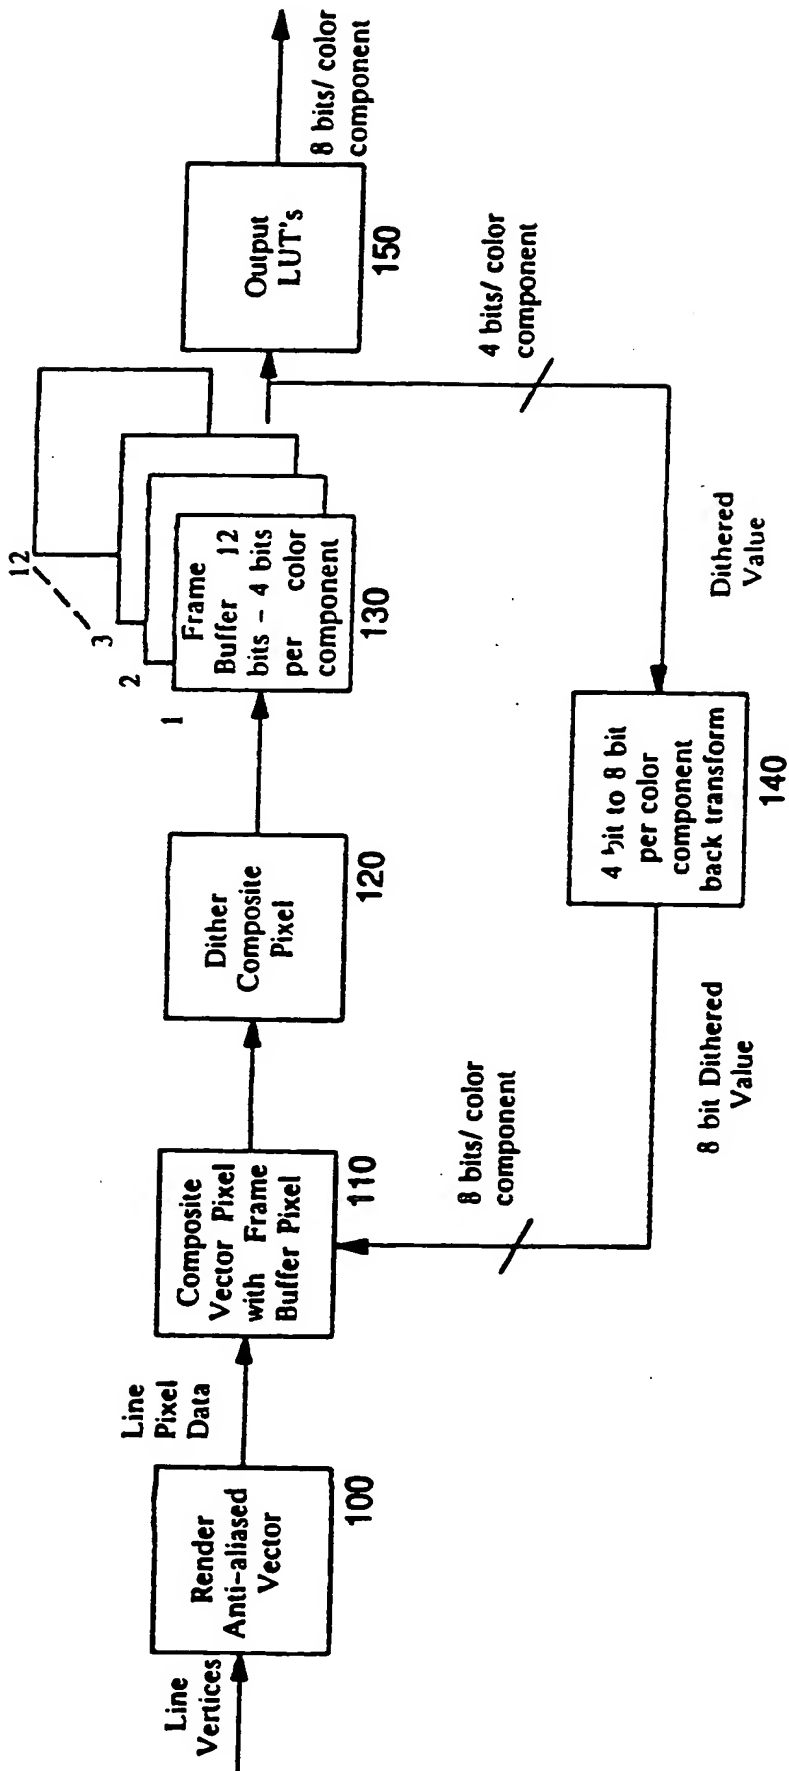 Line
Vertices
Render
Anti-aliased
Vector
100
Line
Pixel
Data
Composite
Vector Pixel
with Frame
Buffer Pixel
110
Dither
Composite
Pixel
120
1
2
3
12
Frame
Buffer 12
bits - 4 bits
per color
component
130
Output
LUT's
150
8 bits/ color
component
4 bits/ color
component
Dithered
Value
4 bit to 8 bit
per color
component
back transform
140
8 bit Dithered
Value
8 bits/ color
component